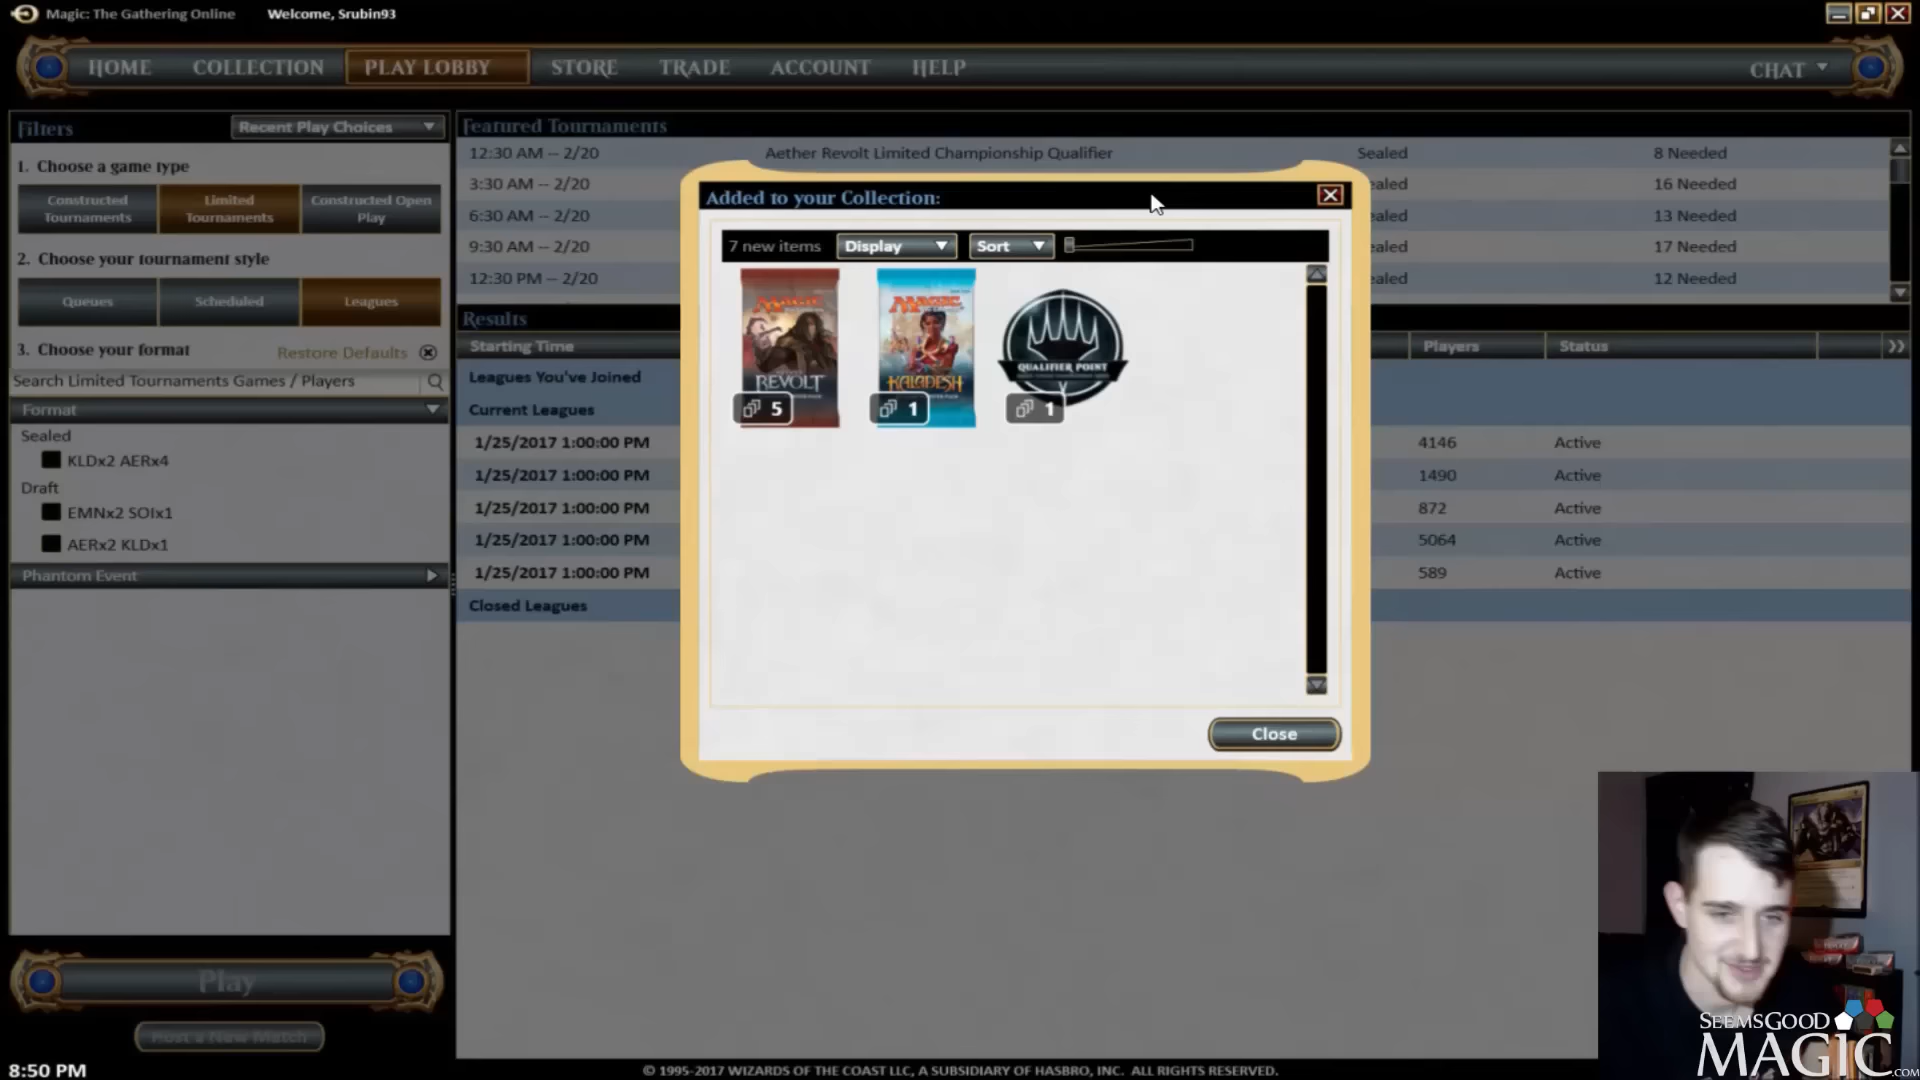 Magic: The Gathering Online Welcome, Srubin93
HOME COLLECTION PLAY LOBBY STORE TRADE ACCOUNT HELP CHAT
Filters Recent Play Choices
1. Choose a game type
Constructed Tournaments
Limited Tournaments
Constructed Open Play
2. Choose your tournament style
Queues Scheduled Leagues
3. Choose your format Restore Defaults
Search Limited Tournaments Games / Players
Format
Sealed
KLDx2 AERx4
Draft
EMNx2 SOIx1
AERx2 KLDx1
Phantom Event
Play
Post a New Match
8:50 PM
Featured Tournaments
12:30 AM -- 2/20 Aether Revolt Limited Championship Qualifier Sealed 8 Needed
3:30 AM -- 2/20 ealed 16 Needed
6:30 AM -- 2/20 ealed 13 Needed
9:30 AM -- 2/20 ealed 17 Needed
12:30 PM -- 2/20 ealed 12 Needed
Results
Starting Time Players Status
Leagues You've Joined
Current Leagues
1/25/2017 1:00:00 PM 4146 Active
1/25/2017 1:00:00 PM 1490 Active
1/25/2017 1:00:00 PM 872 Active
1/25/2017 1:00:00 PM 5064 Active
1/25/2017 1:00:00 PM 589 Active
Closed Leagues
Added to your Collection:
7 new items Display Sort
MAGIC
REVOLT
5
MAGIC
KALADESH
1
QUALIFIER POINT
1
Close
© 1995-2017 WIZARDS OF THE COAST LLC, A SUBSIDIARY OF HASBRO, INC. ALL RIGHTS RESERVED.
SEEMSGOOD
MAGIC.COM